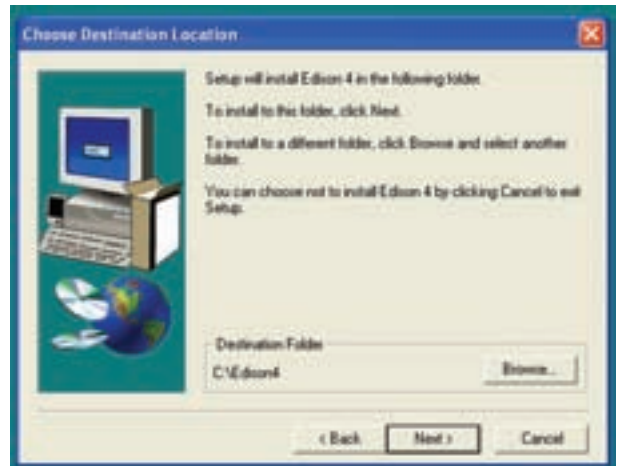 Choose Destination Location
Setup will install Edison 4 in the following folder.
To install to this folder, click Next.
To install to a different folder, click Browse and select another
folder.
You can choose not to install Edison 4 by clicking Cancel to exit
Setup.
Destination Folder
C:\Edison4
Browse...
< Back
Next >
Cancel